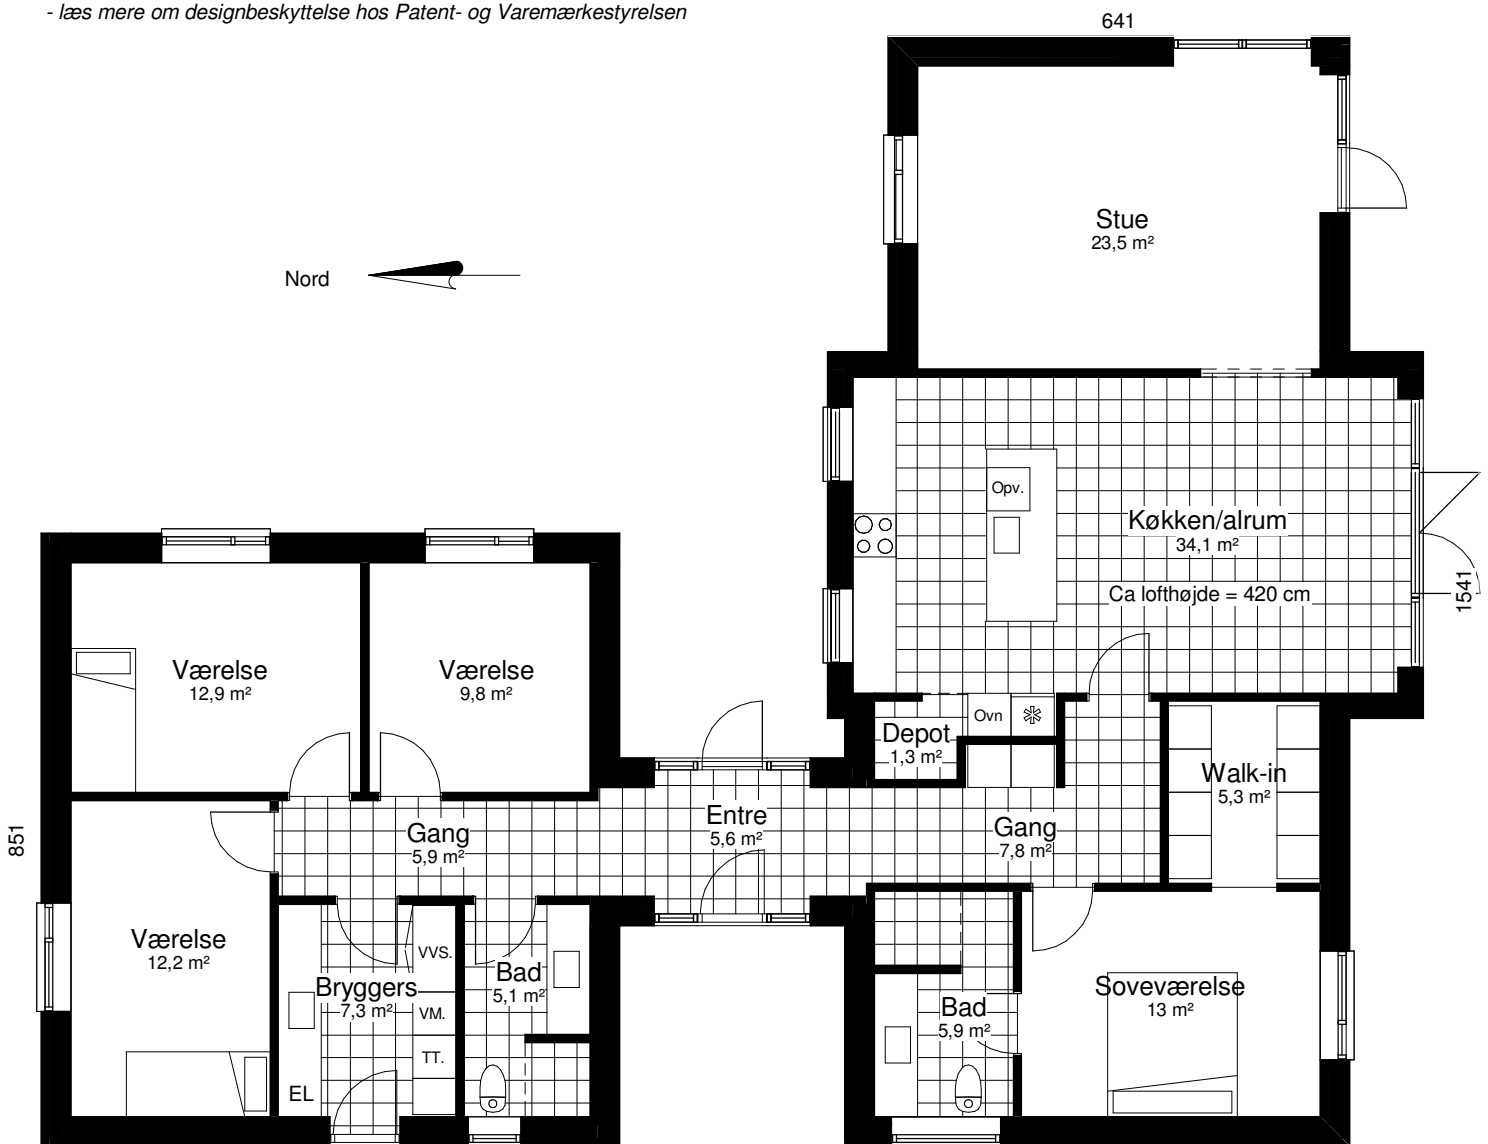 - læs mere om designbeskyttelse hos Patent- og Varemærkestyrelsen
641
Stue
23,5 m²
Nord
Opv.
Køkken/alrum
34,1 m²
Ca lofthøjde = 420 cm
1541
Værelse
12,9 m²
Værelse
9,8 m²
Ovn
Depot
1,3 m²
Walk-in
5,3 m²
Entre
5,6 m²
Gang
5,9 m²
Gang
7,8 m²
851
Værelse
12,2 m²
VVS.
Bryggers
7,3 m²
VM.
TT.
EL
Bad
5,1 m²
Bad
5,9 m²
Soveværelse
13 m²